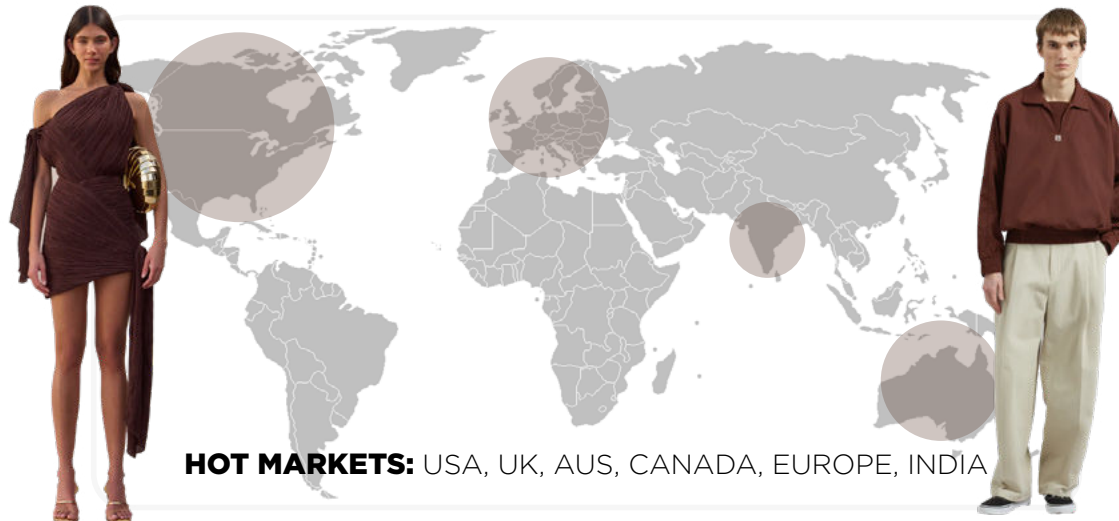 HOT MARKETS: USA, UK, AUS, CANADA, EUROPE, INDIA